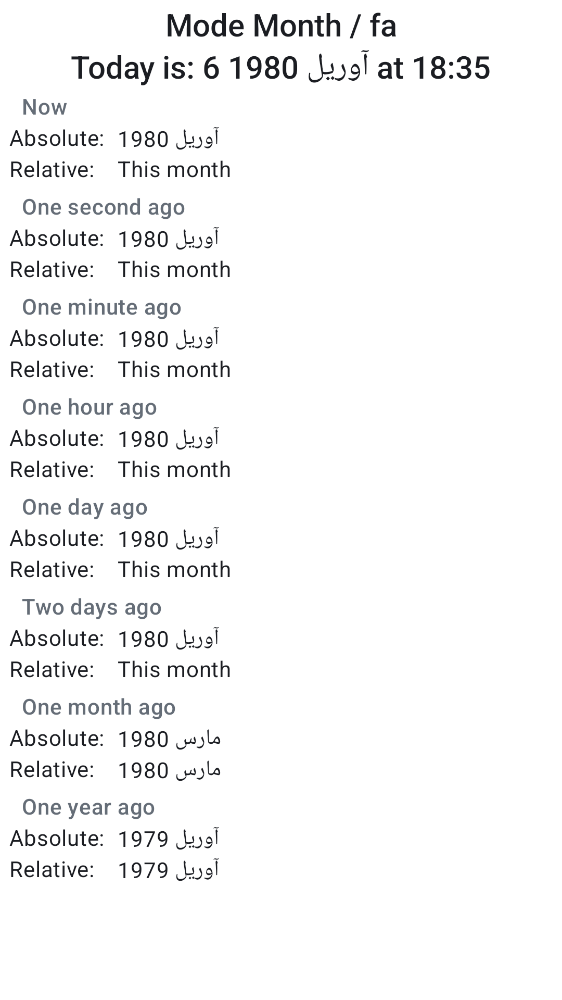 Mode Month / fa
Today is: 6 آوریل 1980 at 18:35
Now
Absolute: آوریل 1980
Relative: This month
One second ago
Absolute: آوریل 1980
Relative: This month
One minute ago
Absolute: آوریل 1980
Relative: This month
One hour ago
Absolute: آوریل 1980
Relative: This month
One day ago
Absolute: آوریل 1980
Relative: This month
Two days ago
Absolute: آوریل 1980
Relative: This month
One month ago
Absolute: مارس 1980
Relative: مارس 1980
One year ago
Absolute: آوریل 1979
Relative: آوریل 1979